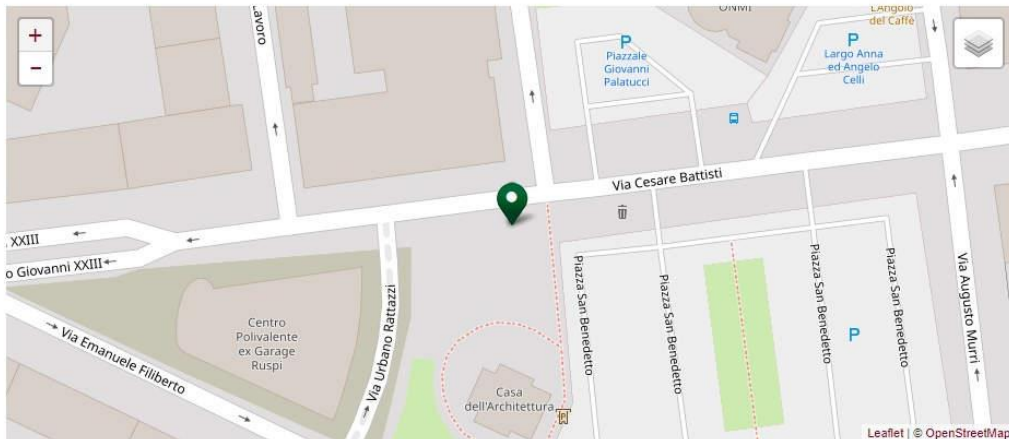 +
-
Lavoro
ONMI
L'Angolo
del Caffè
P
Piazzale
Giovanni
Palatucci
P
Largo Anna
ed Angelo
Celli
Via Cesare Battisti
XXIII
o Giovanni XXIII
Via Emanuele Filiberto
Centro
Polivalente
ex Garage
Ruspi
Via Urbano Rattazzi
Casa
dell'Architettura
P
Piazza San Benedetto
Piazza San Benedetto
Piazza San Benedetto
Piazza San Benedetto
P
Via Augusto Murri
Leaflet | © OpenStreetMap